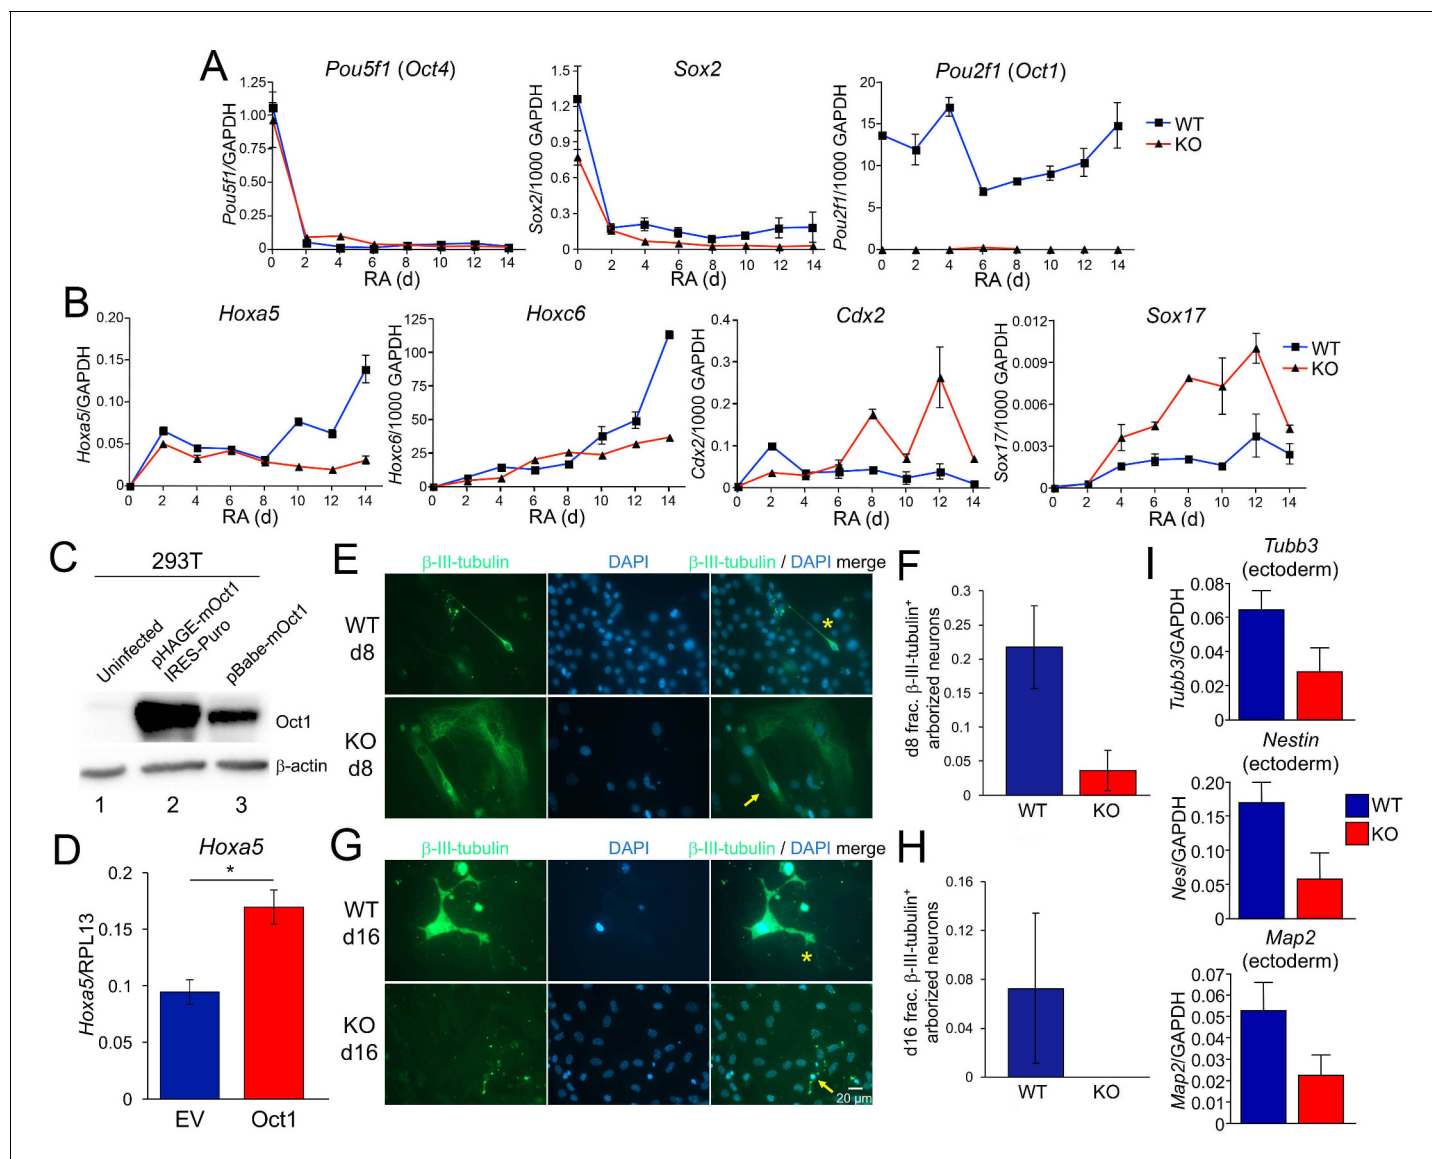 A
Pou5f1 (Oct4)
Sox2
Pou2f1 (Oct1)
Pou5f1/GAPDH
1.00
0.75
0.50
0.25
0
0 2 4 6 8 10 12 14
RA (d)
Sox2/1000 GAPDH
1.5
1.2
0.9
0.6
0.3
0
0 2 4 6 8 10 12 14
RA (d)
Pou2f1/1000 GAPDH
20
15
10
5
0
0 2 4 6 8 10 12 14
RA (d)
WT
KO
B
Hoxa5
Hoxc6
Cdx2
Sox17
Hoxa5/GAPDH
0.20
0.15
0.10
0.05
0
0 2 4 6 8 10 12 14
RA (d)
Hoxc6/1000 GAPDH
125
100
75
50
25
0
0 2 4 6 8 10 12 14
RA (d)
Cdx2/1000 GAPDH
0.4
0.3
0.2
0.1
0
0 2 4 6 8 10 12 14
RA (d)
Sox17/1000 GAPDH
0.012
0.009
0.006
0.003
0
0 2 4 6 8 10 12 14
RA (d)
WT
KO
C
293T
Uninfected
pHAGE-mOct1
IRES-Puro
pBabe-mOct1
Oct1
β-actin
1 2 3
D
Hoxa5
*
Hoxa5/RPL13
0.2
0.15
0.1
0.05
0
EV Oct1
E
β-III-tubulin DAPI β-III-tubulin / DAPI merge
WT
d8
*
KO
d8
F
d8 frac. β-III-tubulin+
arborized neurons
0.3
0.25
0.2
0.15
0.1
0.05
0
WT KO
G
β-III-tubulin DAPI β-III-tubulin / DAPI merge
WT
d16
*
KO
d16
20 μm
H
d16 frac. β-III-tubulin+
arborized neurons
0.16
0.12
0.08
0.04
0
WT KO
I
Tubb3
(ectoderm)
Tubb3/GAPDH
0.08
0.06
0.04
0.02
0
Nestin
(ectoderm)
Nes/GAPDH
0.20
0.15
0.10
0.05
0
WT
KO
Map2
(ectoderm)
Map2/GAPDH
0.07
0.06
0.05
0.04
0.03
0.02
0.01
0